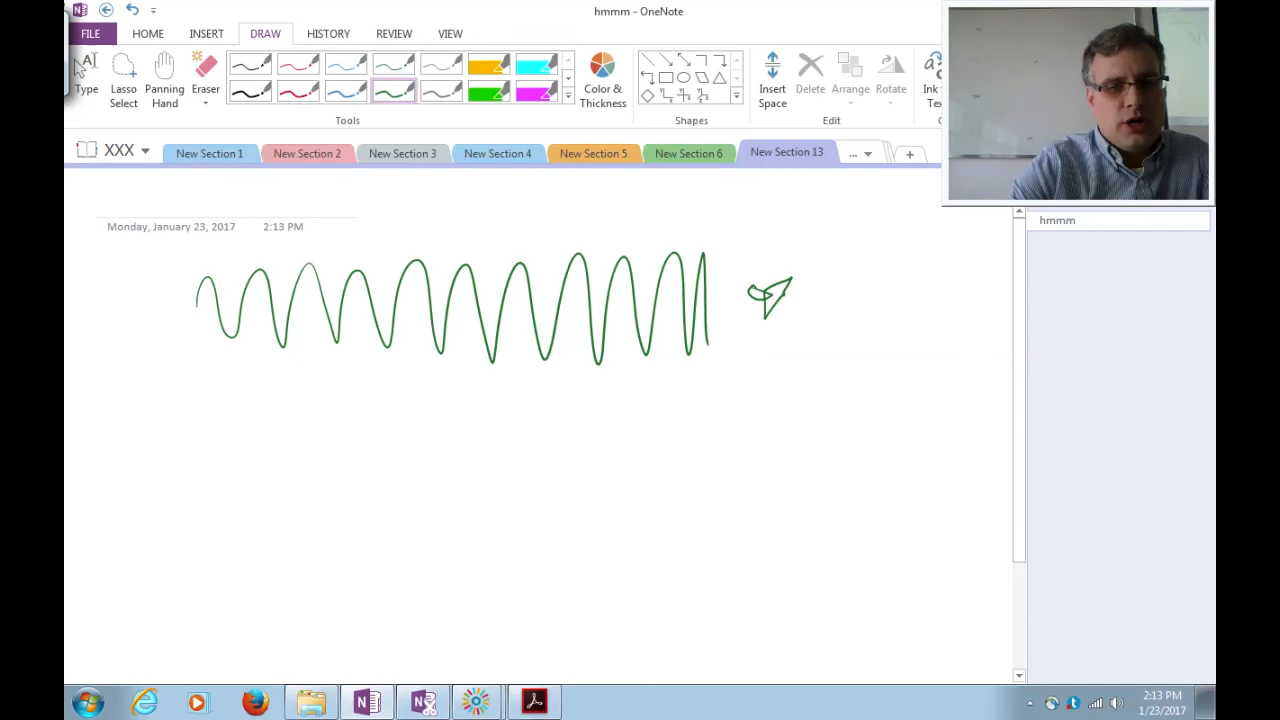 hmmm - OneNote
FILE HOME INSERT DRAW HISTORY REVIEW VIEW
Type
Lasso Select
Panning Hand
Eraser
Color & Thickness
Insert Space
Delete
Arrange
Rotate
Ink to
Tools
Shapes
Edit
XXX
New Section 1
New Section 2
New Section 3
New Section 4
New Section 5
New Section 6
New Section 13
...
hmmm
Monday, January 23, 2017 2:13 PM
2:13 PM
1/23/2017